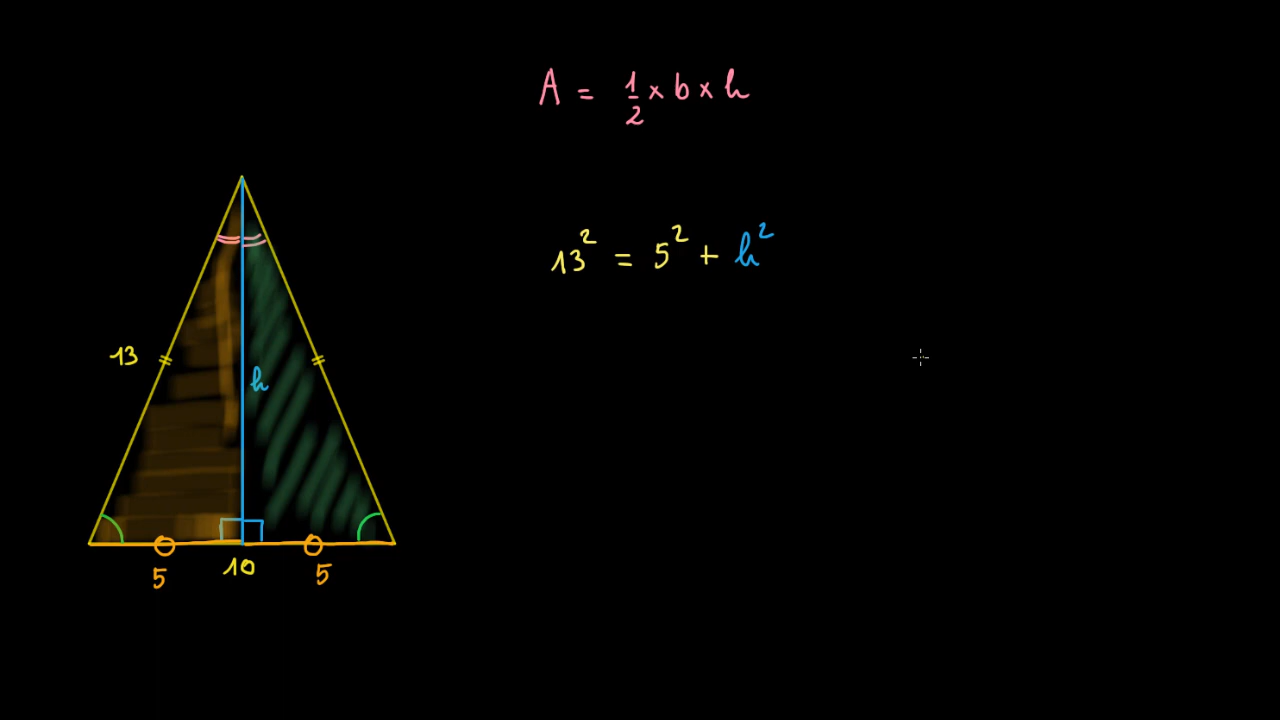 A = 1/2 × b × h
13² = 5² + h²
13
h
5 10 5